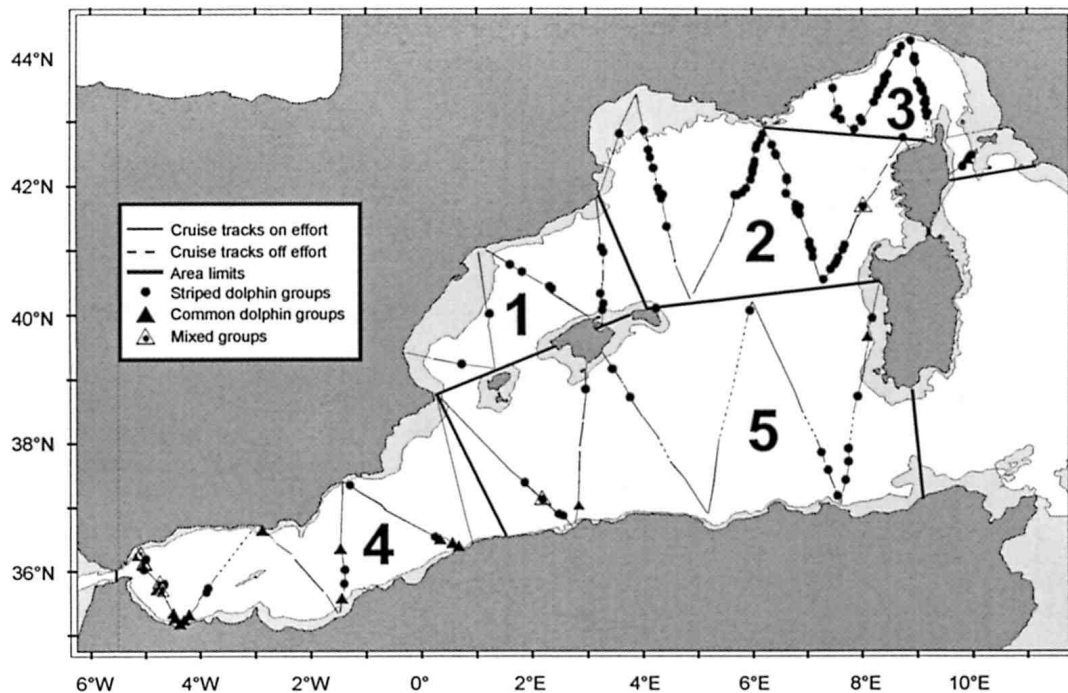 44°N
42°N
40°N
38°N
36°N
3
2
1
5
4
Cruise tracks on effort
Cruise tracks off effort
Area limits
Striped dolphin groups
Common dolphin groups
Mixed groups
6°W 4°W 2°W 0° 2°E 4°E 6°E 8°E 10°E